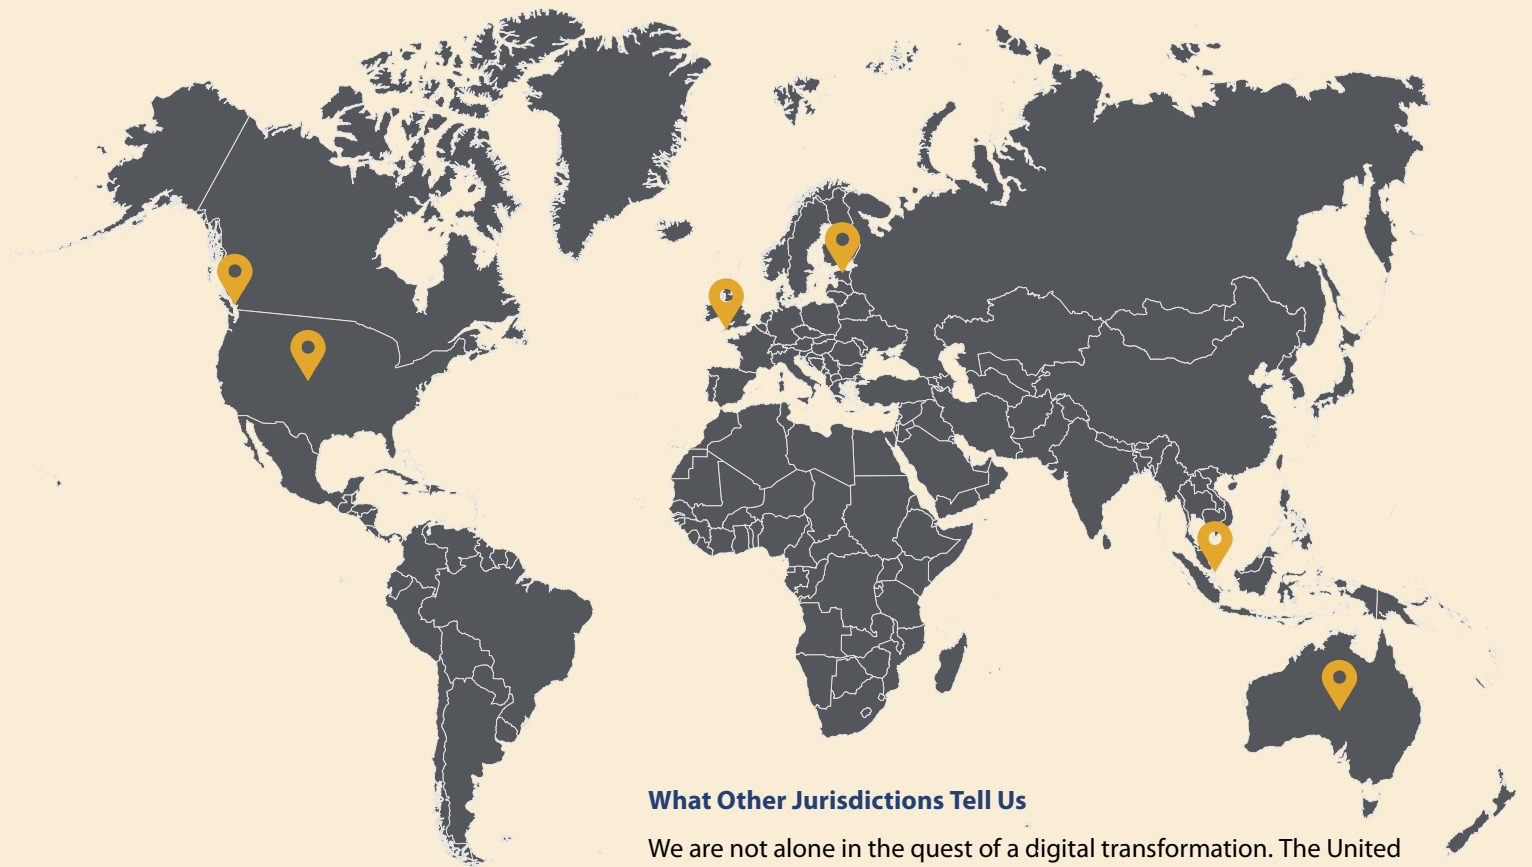 What Other Jurisdictions Tell Us
We are not alone in the quest of a digital transformation. The United